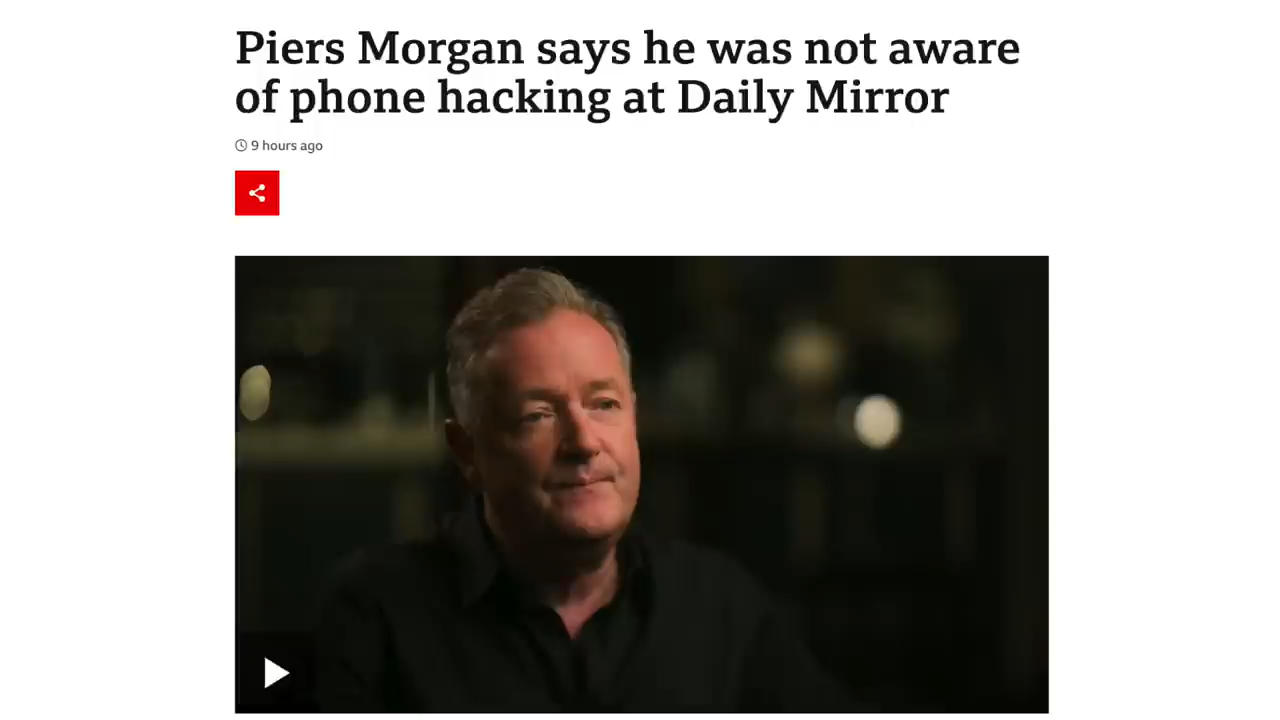 Piers Morgan says he was not aware
of phone hacking at Daily Mirror
9 hours ago